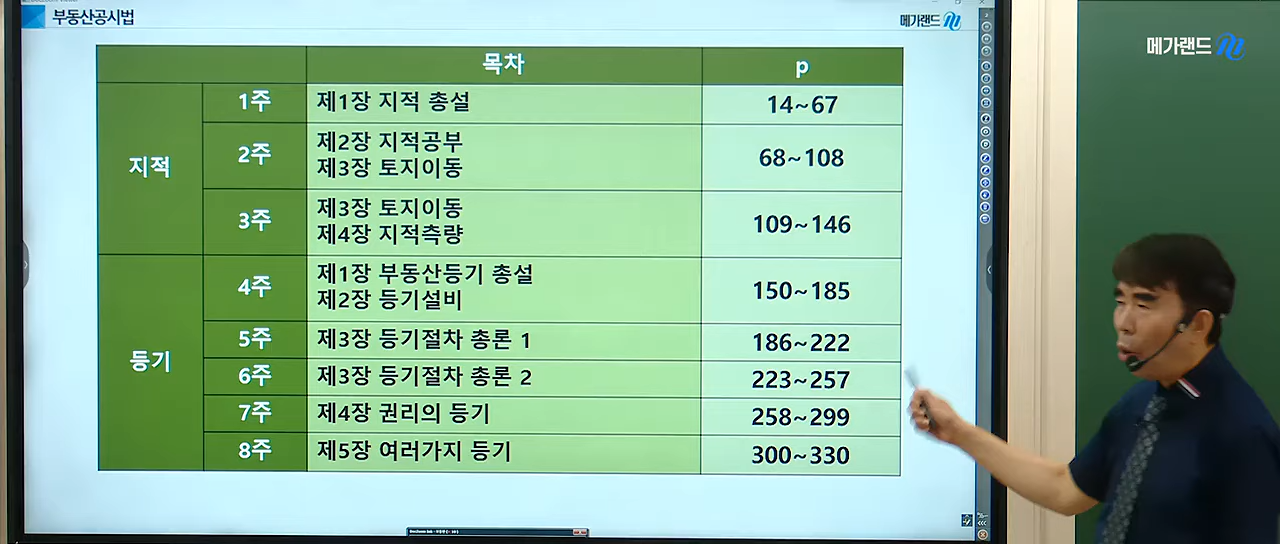 부동산공시법
메가랜드
메가랜드
목차 p
지적
1주 제1장 지적 총설 14~67
2주 제2장 지적공부
제3장 토지이동 68~108
3주 제3장 토지이동
제4장 지적측량 109~146
등기
4주 제1장 부동산등기 총설
제2장 등기설비 150~185
5주 제3장 등기절차 총론 1 186~222
6주 제3장 등기절차 총론 2 223~257
7주 제4장 권리의 등기 258~299
8주 제5장 여러가지 등기 300~330